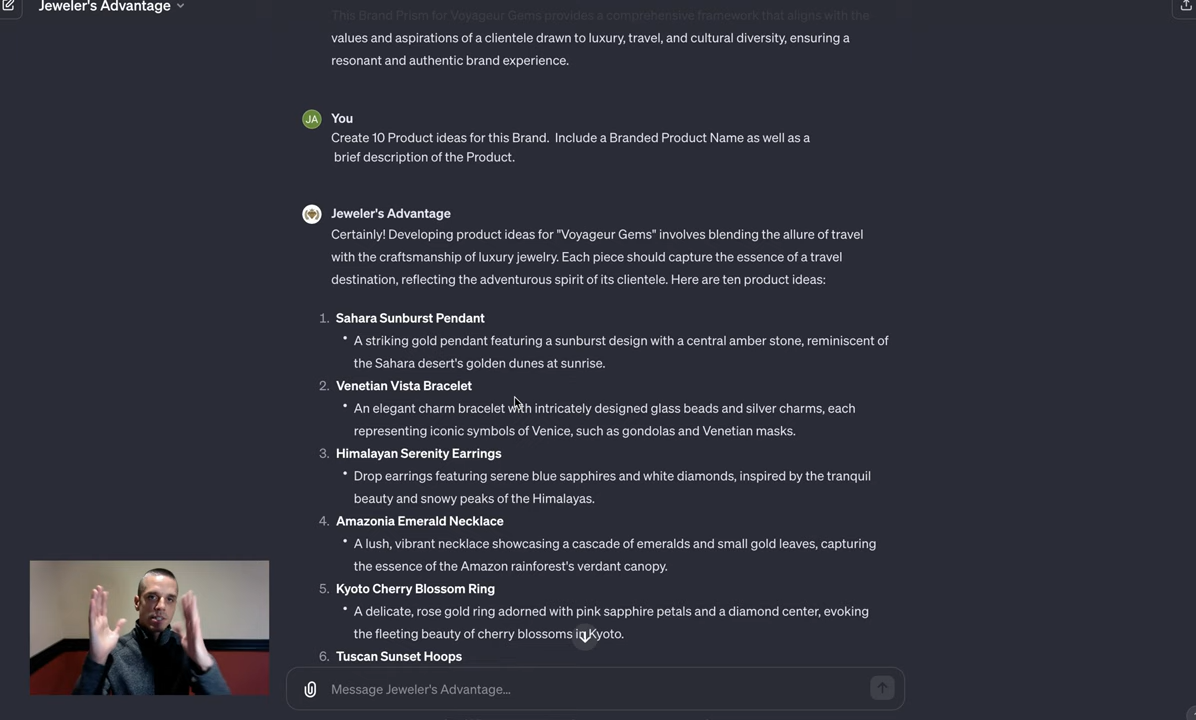 Jeweler's Advantage
This Brand Prism for Voyageur Gems provides a comprehensive framework that aligns with the
values and aspirations of a clientele drawn to luxury, travel, and cultural diversity, ensuring a
resonant and authentic brand experience.
JA
You
Create 10 Product ideas for this Brand.  Include a Branded Product Name as well as a
brief description of the Product.
Jeweler's Advantage
Certainly! Developing product ideas for "Voyageur Gems" involves blending the allure of travel
with the craftsmanship of luxury jewelry. Each piece should capture the essence of a travel
destination, reflecting the adventurous spirit of its clientele. Here are ten product ideas:
1. Sahara Sunburst Pendant
• A striking gold pendant featuring a sunburst design with a central amber stone, reminiscent of
the Sahara desert's golden dunes at sunrise.
2. Venetian Vista Bracelet
• An elegant charm bracelet with intricately designed glass beads and silver charms, each
representing iconic symbols of Venice, such as gondolas and Venetian masks.
3. Himalayan Serenity Earrings
• Drop earrings featuring serene blue sapphires and white diamonds, inspired by the tranquil
beauty and snowy peaks of the Himalayas.
4. Amazonia Emerald Necklace
• A lush, vibrant necklace showcasing a cascade of emeralds and small gold leaves, capturing
the essence of the Amazon rainforest's verdant canopy.
5. Kyoto Cherry Blossom Ring
• A delicate, rose gold ring adorned with pink sapphire petals and a diamond center, evoking
the fleeting beauty of cherry blossoms in Kyoto.
6. Tuscan Sunset Hoops
Message Jeweler's Advantage...